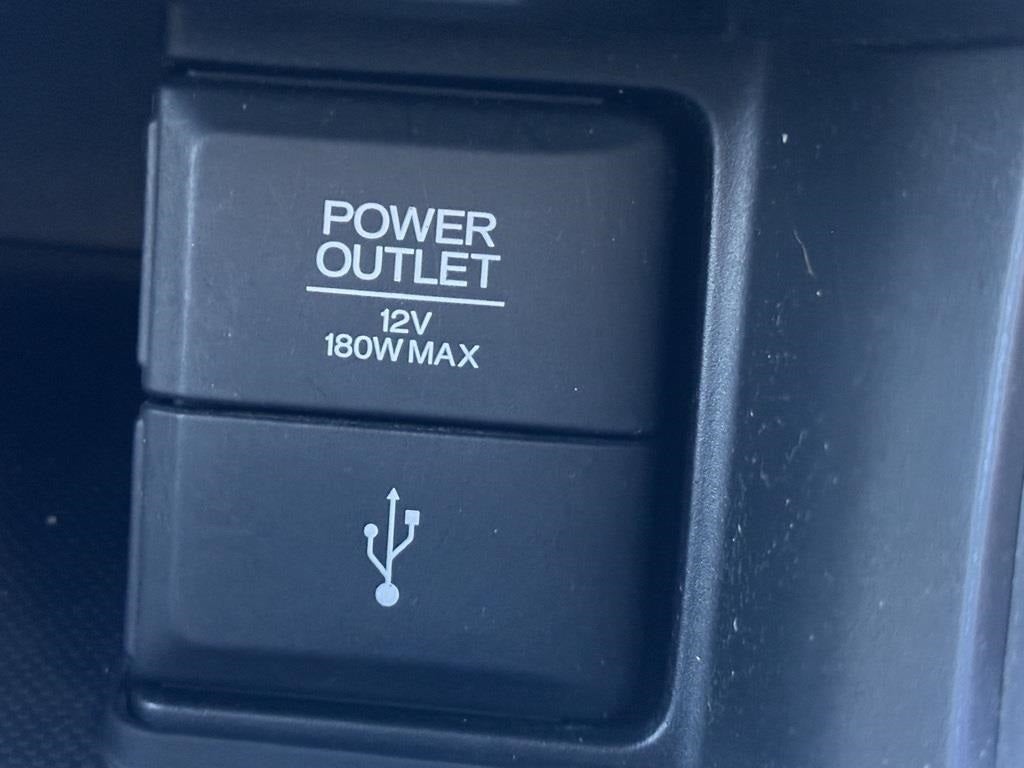 POWER
OUTLET
12V
180W MAX